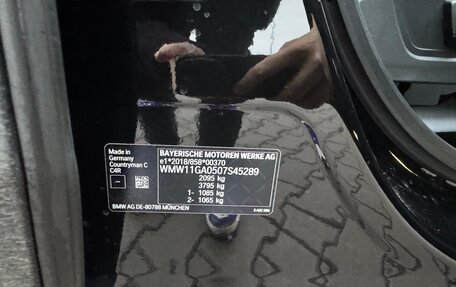 Made in
Germany
Countryman C
C4R
BAYERISCHE MOTOREN WERKE AG
e1*2018/858*00370
WMW11GA0507S45289
2095 kg
3795 kg
1- 1085 kg
2- 1065 kg
BMW AG DE-80788 MÜNCHEN